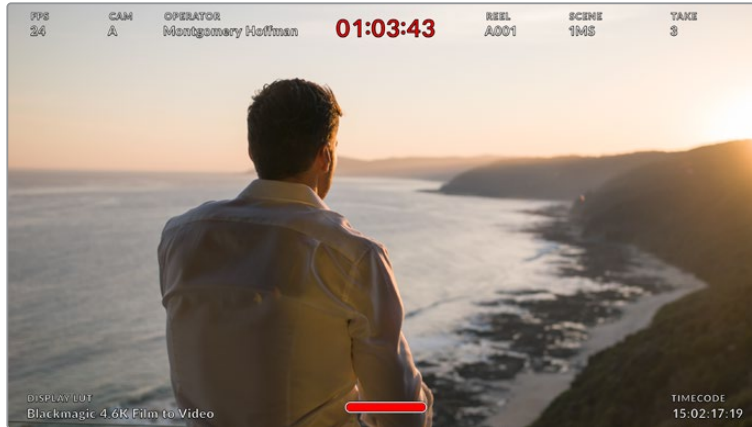 FPS CAM OPERATOR REEL SCENE TAKE
24 A Montgomery Hoffman 01:03:43 A001 1MS 3
DISPLAY LUT TIMECODE
Blackmagic 4.6K Film to Video 15:02:17:19